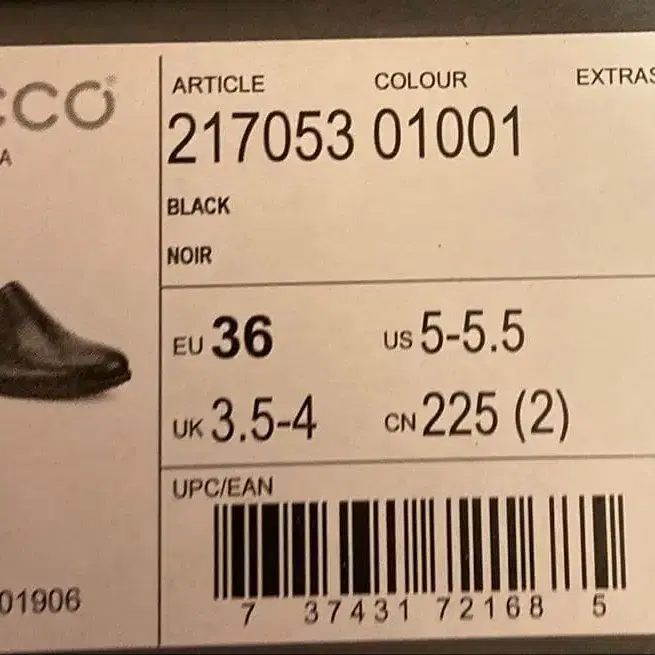 CCO®
A
ARTICLE COLOUR EXTRAS
217053 01001
BLACK
NOIR
EU 36 US 5-5.5
UK 3.5-4 CN 225 (2)
UPC/EAN
7 37431 72168 5
01906